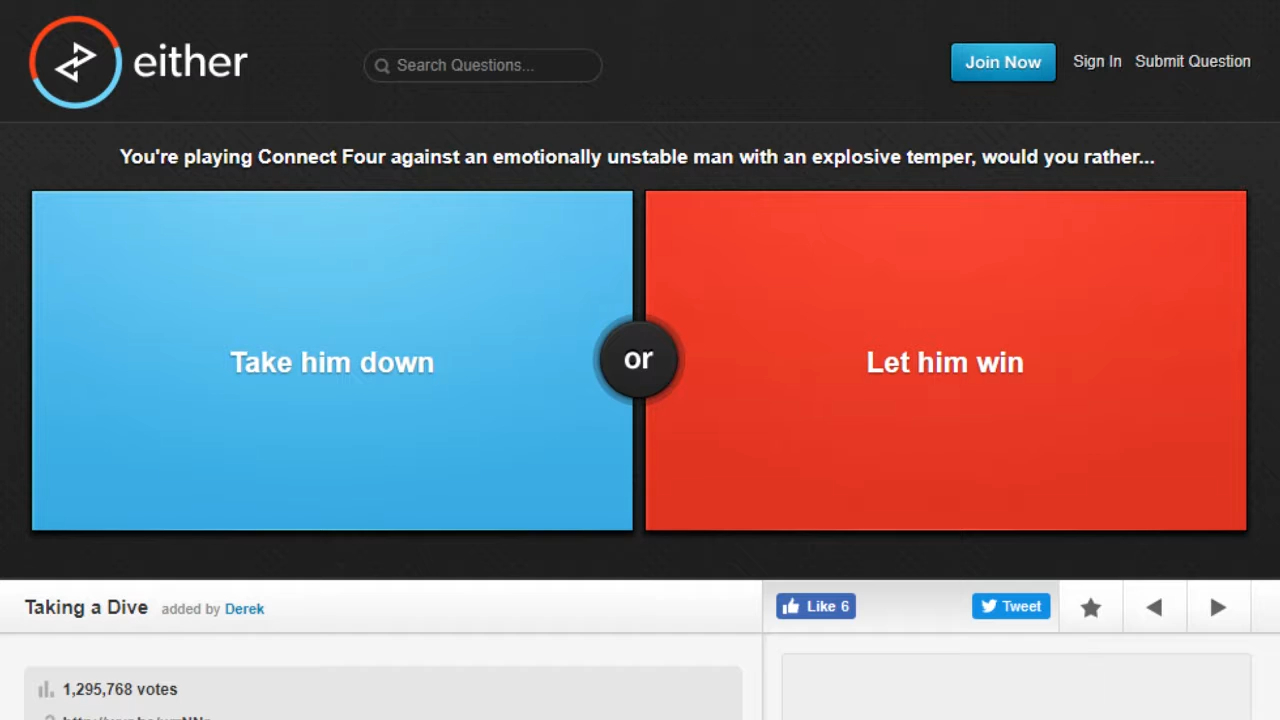 either
Search Questions...
Join Now
Sign In
Submit Question
You're playing Connect Four against an emotionally unstable man with an explosive temper, would you rather...
Take him down
or
Let him win
Taking a Dive added by Derek
Like 6
Tweet
1,295,768 votes